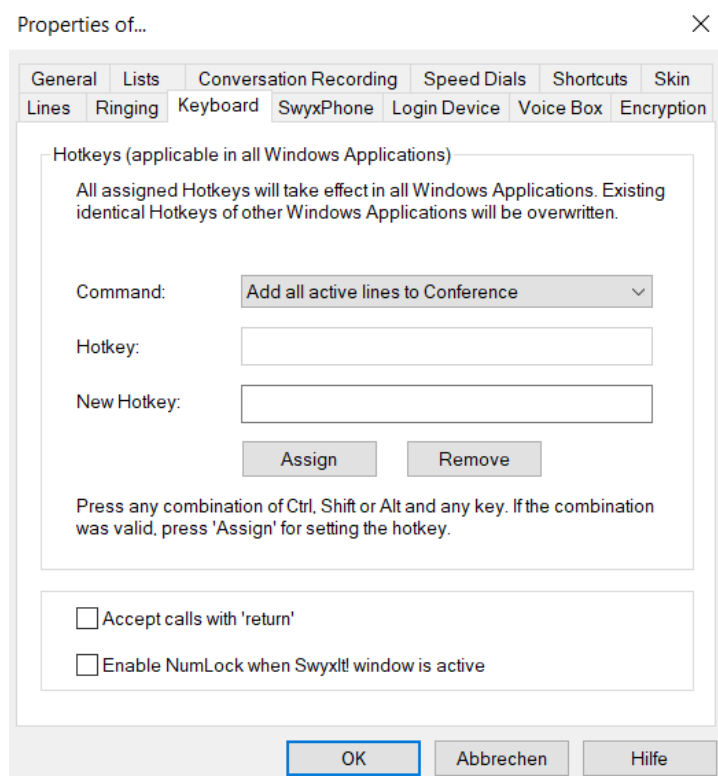 Properties of...
General Lists Conversation Recording Speed Dials Shortcuts Skin
Lines Ringing Keyboard SwyxPhone Login Device Voice Box Encryption
Hotkeys (applicable in all Windows Applications)
All assigned Hotkeys will take effect in all Windows Applications. Existing
identical Hotkeys of other Windows Applications will be overwritten.
Command: Add all active lines to Conference
Hotkey:
New Hotkey:
Assign Remove
Press any combination of Ctrl, Shift or Alt and any key. If the combination
was valid, press 'Assign' for setting the hotkey.
Accept calls with 'return'
Enable NumLock when SwyxIt! window is active
OK Abbrechen Hilfe